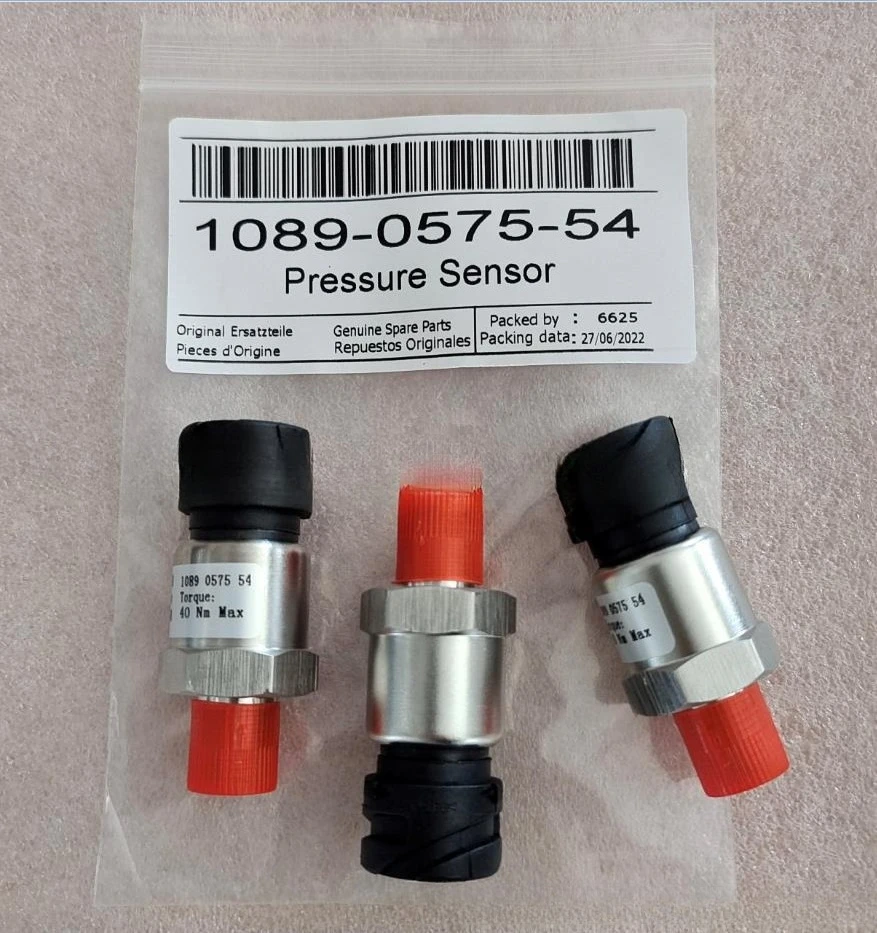 1089-0575-54
Pressure Sensor
Original Ersatzteile
Pieces d'Origine
Genuine Spare Parts
Repuestos Originales
Packed by : 6625
Packing data: 27/06/2022
1089 0575 54
Torque:
40 Nm Max
0575 54
Nm Max